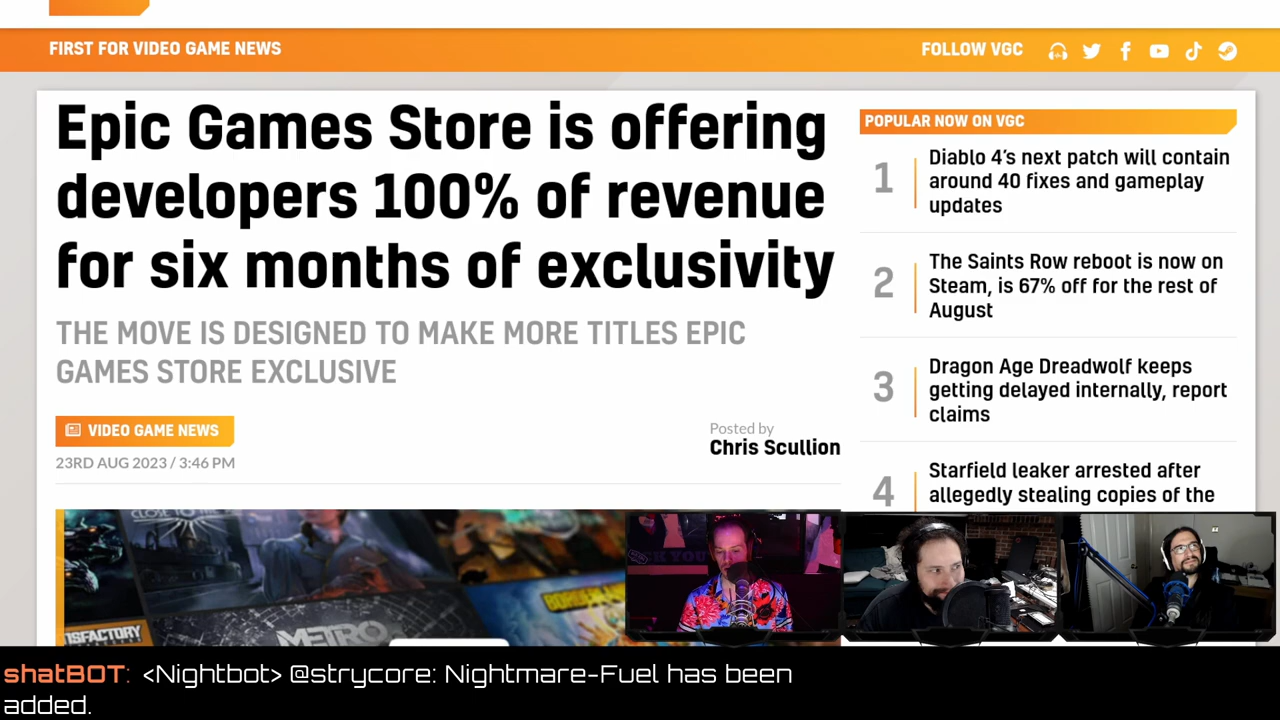 FIRST FOR VIDEO GAME NEWS
FOLLOW VGC
Epic Games Store is offering
developers 100% of revenue
for six months of exclusivity
THE MOVE IS DESIGNED TO MAKE MORE TITLES EPIC
GAMES STORE EXCLUSIVE
VIDEO GAME NEWS
23RD AUG 2023 / 3:46 PM
Posted by
Chris Scullion
POPULAR NOW ON VGC
1
Diablo 4's next patch will contain
around 40 fixes and gameplay
updates
2
The Saints Row reboot is now on
Steam, is 67% off for the rest of
August
3
Dragon Age Dreadwolf keeps
getting delayed internally, report
claims
4
Starfield leaker arrested after
allegedly stealing copies of the
CLOSE TO THE
METRO
shatBOT: <Nightbot> @strycore: Nightmare-Fuel has been
added.